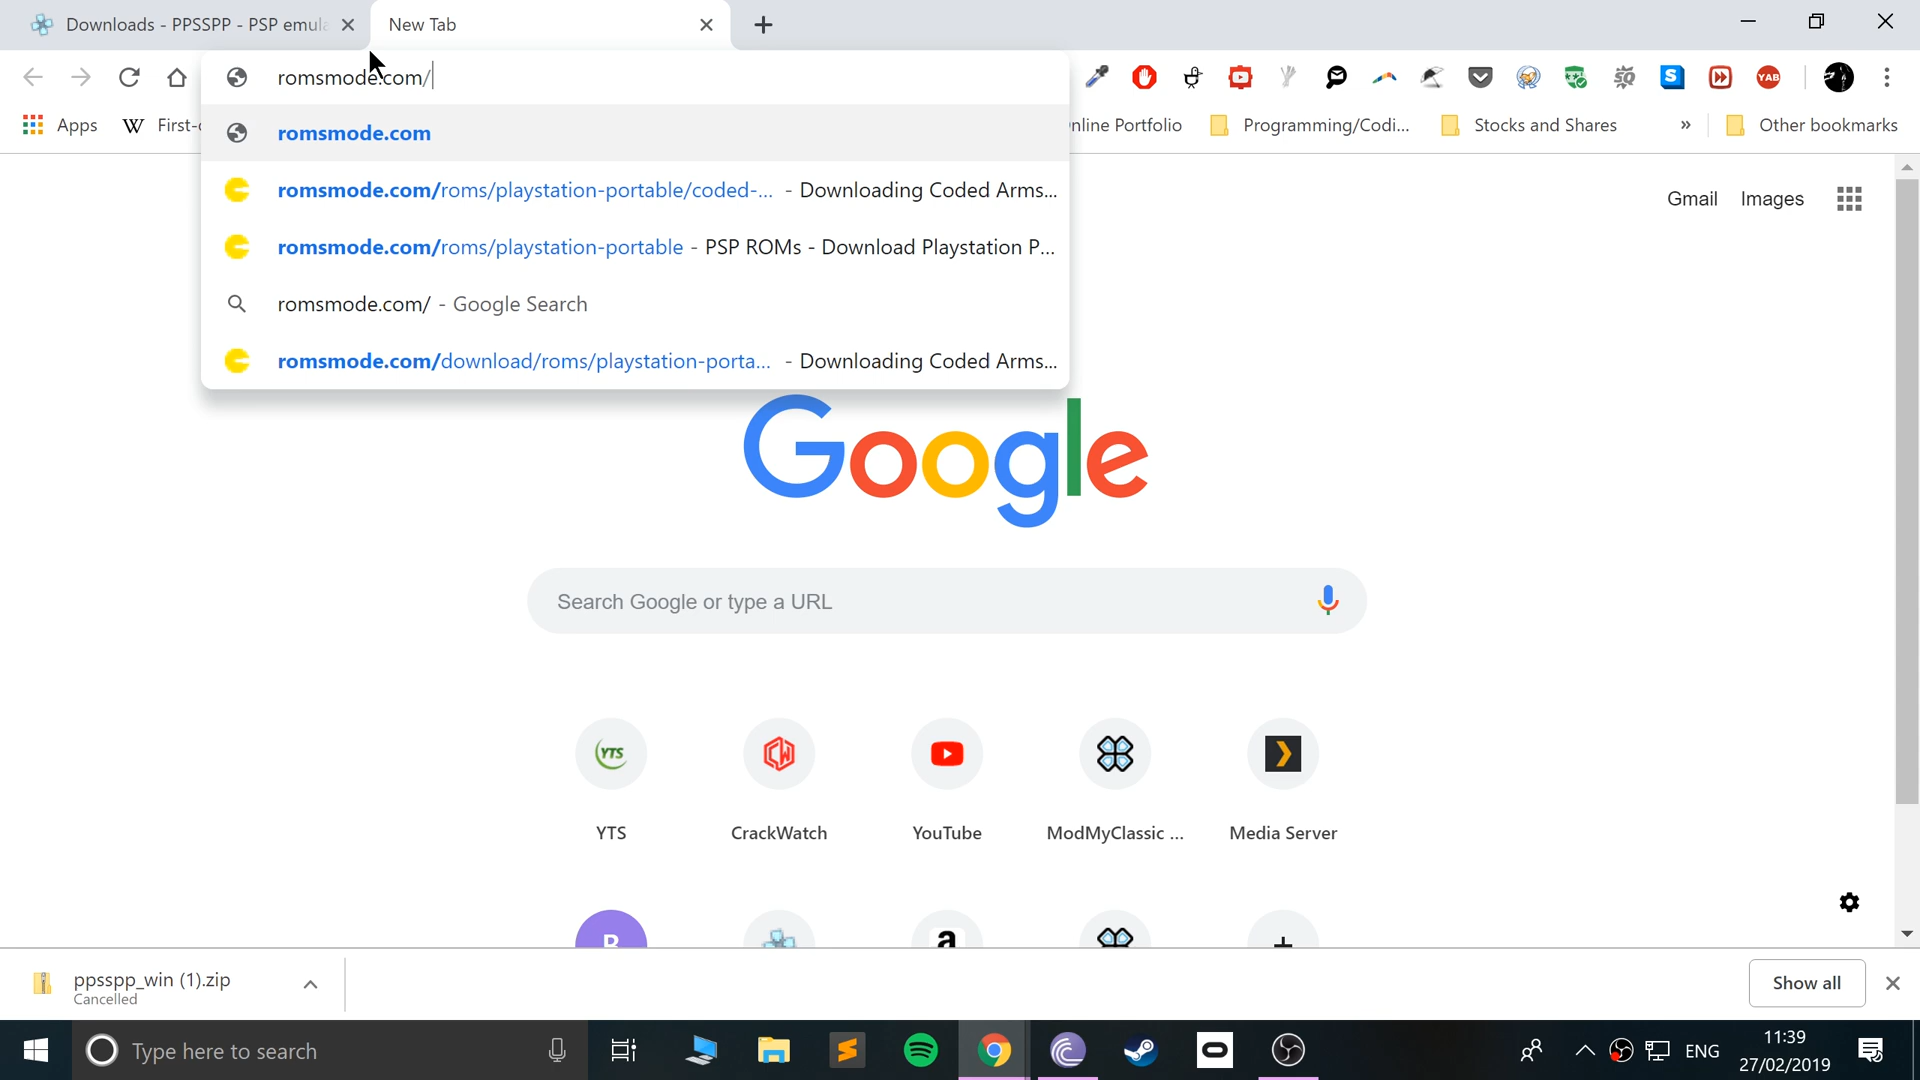 Downloads - PPSSPP - PSP emula
New Tab
romsmode.com/
Apps
W First-
nline Portfolio
Programming/Codi...
Stocks and Shares
»
Other bookmarks
romsmode.com
romsmode.com/roms/playstation-portable/coded-... - Downloading Coded Arms...
romsmode.com/roms/playstation-portable - PSP ROMs - Download Playstation P...
romsmode.com/ - Google Search
romsmode.com/download/roms/playstation-porta... - Downloading Coded Arms...
Gmail Images
Google
Search Google or type a URL
YTS
YTS
CrackWatch
YouTube
ModMyClassic ...
Media Server
ppsspp_win (1).zip
Cancelled
Show all
Type here to search
ENG
11:39
27/02/2019